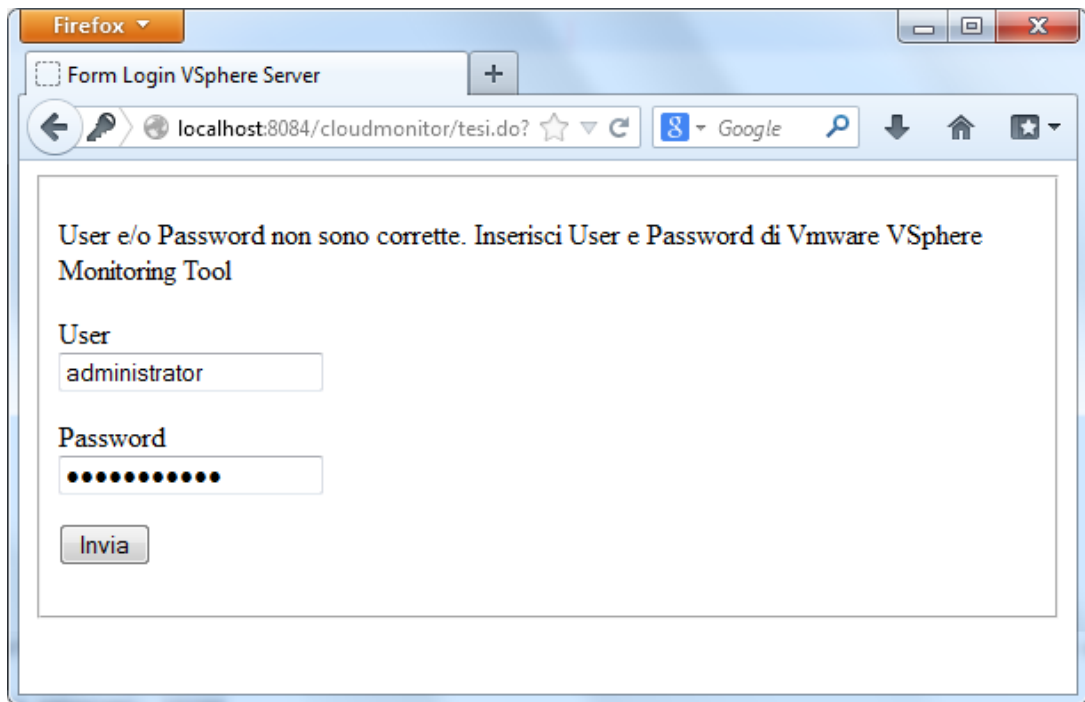 Firefox
Form Login VSphere Server
localhost:8084/cloudmonitor/tesi.do?
8 Google
User e/o Password non sono corrette. Inserisci User e Password di Vmware VSphere
Monitoring Tool
User
administrator
Password
•••••••••••
Invia